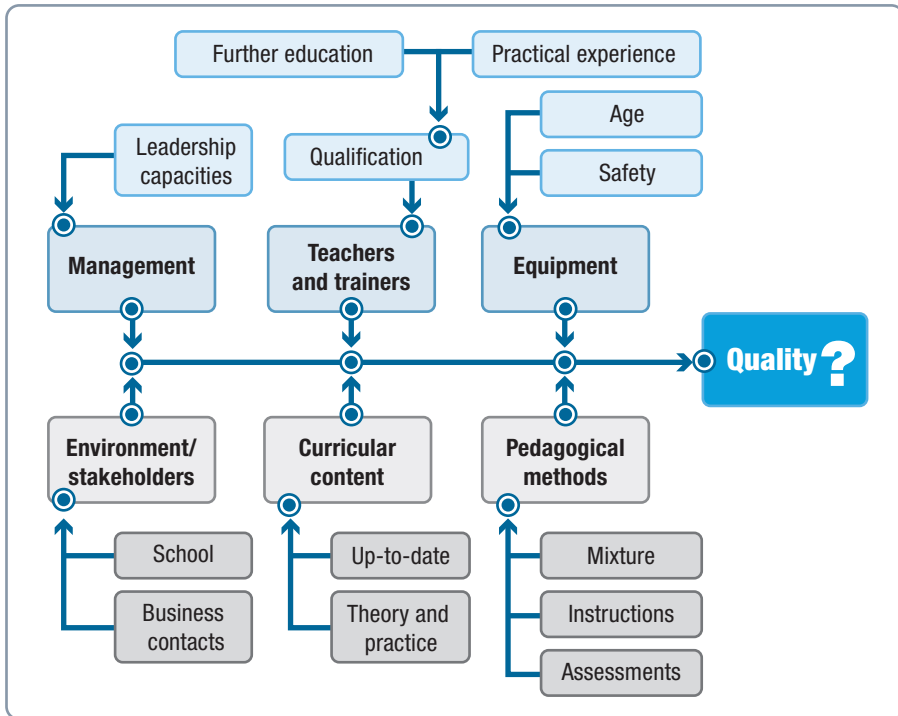 Further education
Practical experience
Age
Leadership
capacities
Qualification
Safety
Management
Teachers
and trainers
Equipment
Quality?
Environment/
stakeholders
Curricular
content
Pedagogical
methods
School
Up-to-date
Mixture
Business
contacts
Theory and
practice
Instructions
Assessments